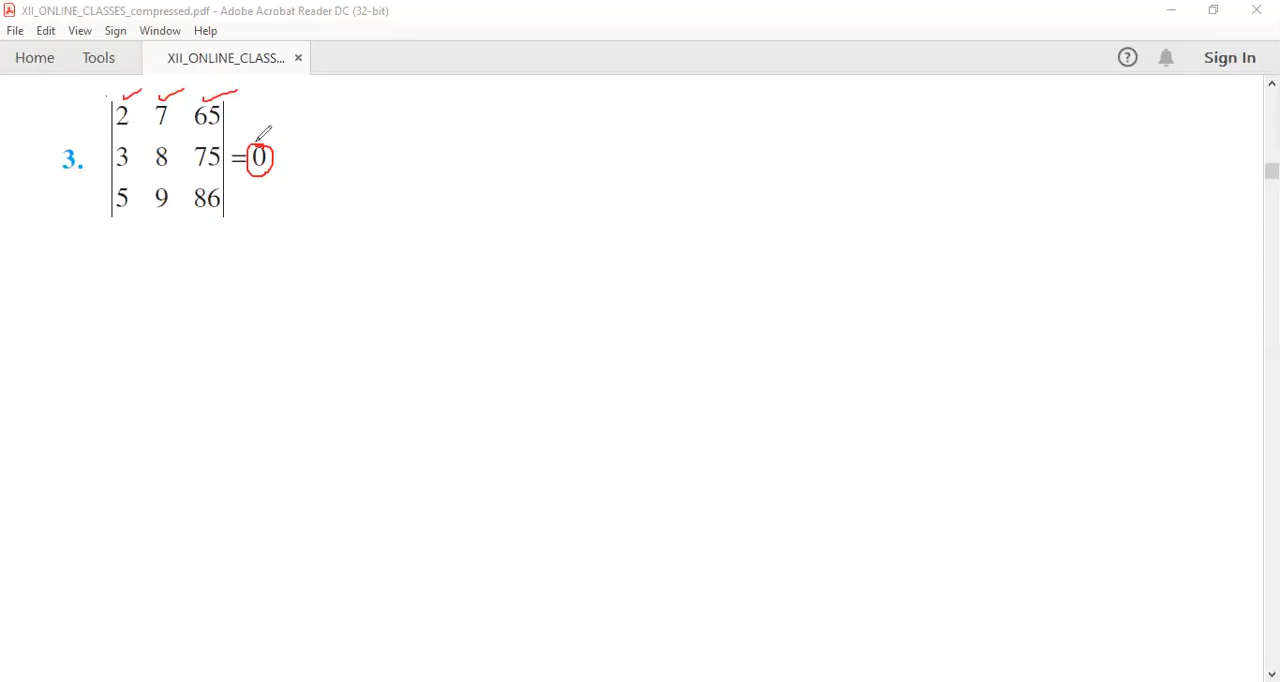 XII_ONLINE_CLASSES_compressed.pdf - Adobe Acrobat Reader DC (32-bit)
File Edit View Sign Window Help
Home Tools XII_ONLINE_CLASS... × ? Sign In
2 7 65
3. 3 8 75 = 0
5 9 86